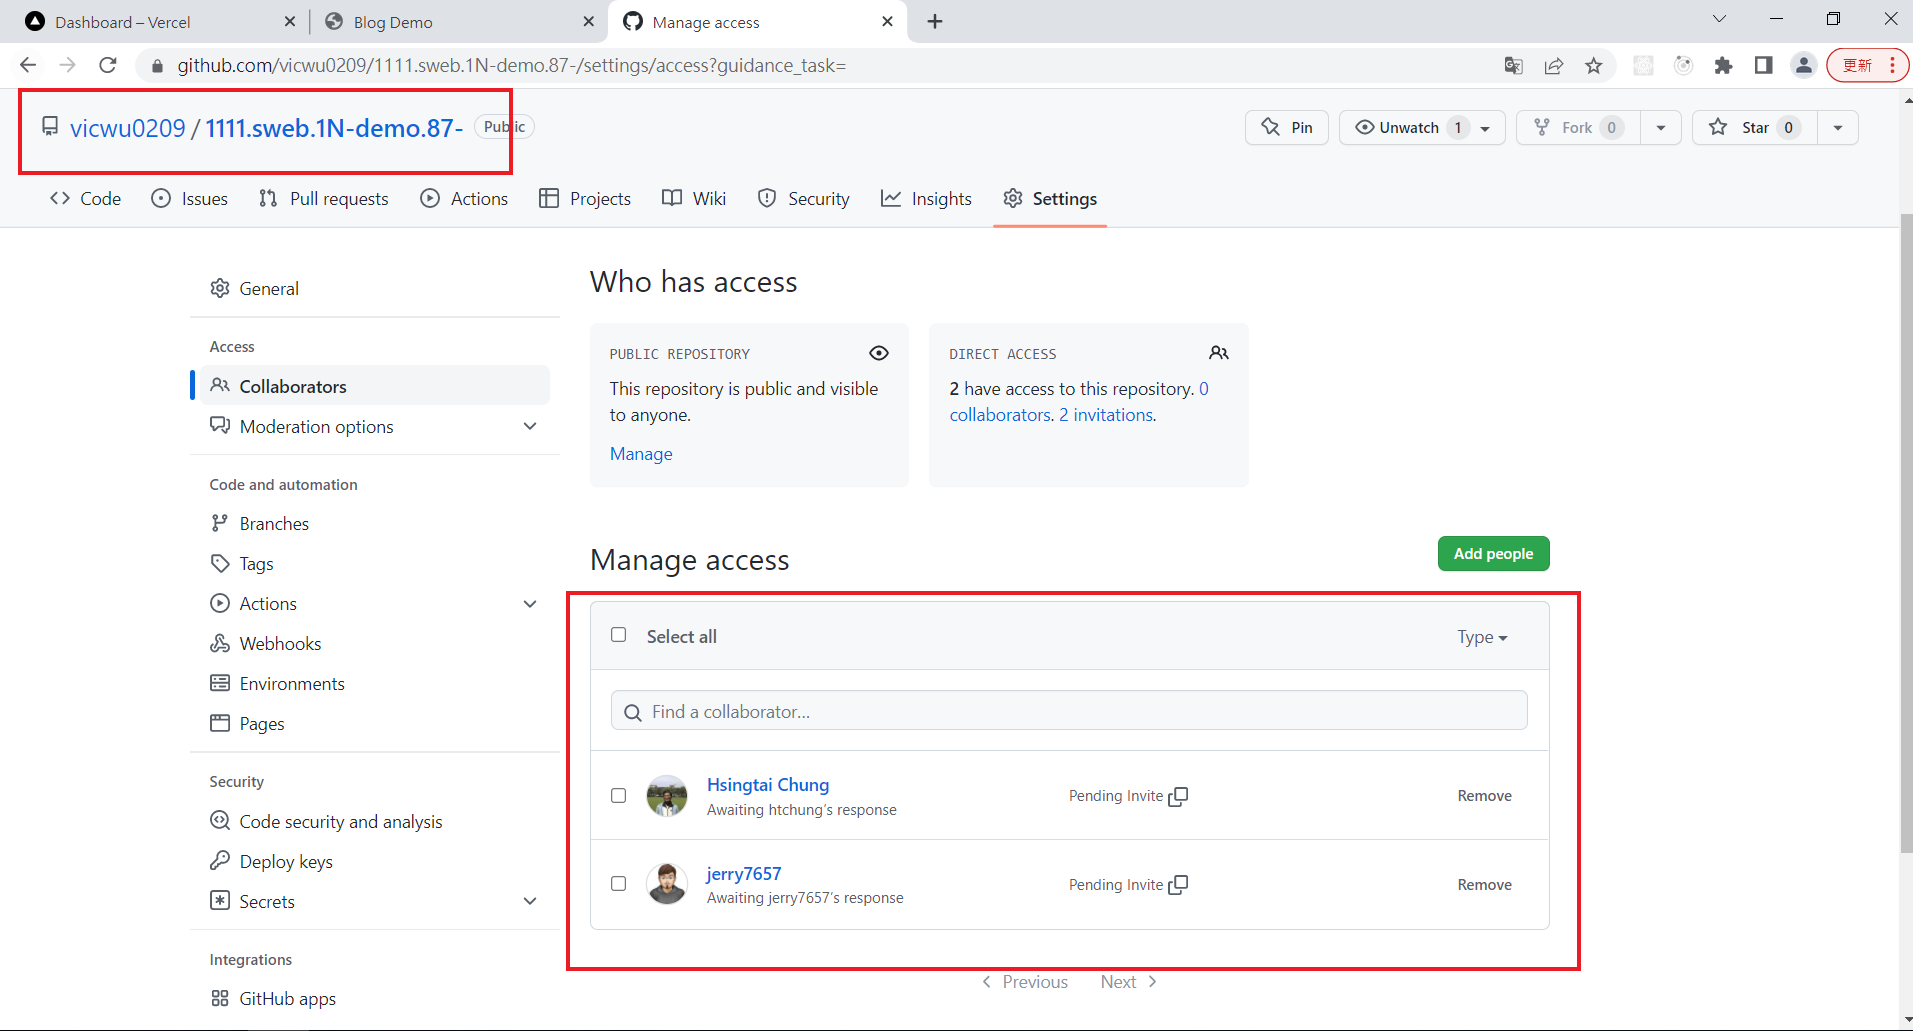 Dashboard – Vercel
Blog Demo
Manage access
github.com/vicwu0209/1111.sweb.1N-demo.87-/settings/access?guidance_task=
更新
vicwu0209 / 1111.sweb.1N-demo.87- Public
Pin
Unwatch 1
Fork 0
Star 0
Code
Issues
Pull requests
Actions
Projects
Wiki
Security
Insights
Settings
General
Access
Collaborators
Moderation options
Code and automation
Branches
Tags
Actions
Webhooks
Environments
Pages
Security
Code security and analysis
Deploy keys
Secrets
Integrations
GitHub apps
Who has access
PUBLIC REPOSITORY
This repository is public and visible
to anyone.
Manage
DIRECT ACCESS
2 have access to this repository. 0
collaborators. 2 invitations.
Manage access
Add people
Select all
Type
Find a collaborator...
Hsingtai Chung
Awaiting htchung's response
Pending Invite
Remove
jerry7657
Awaiting jerry7657's response
Pending Invite
Remove
Previous
Next